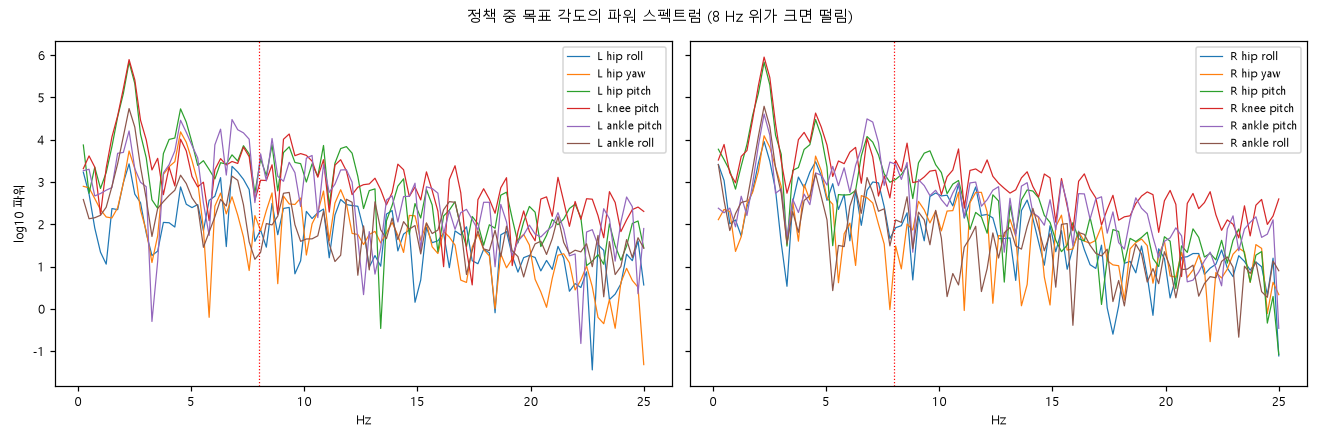 정책 중 목표 각도의 파워 스펙트럼 (8 Hz 위가 크면 떨림)
log10 파워
6
5
4
3
2
1
0
-1
L hip roll
L hip yaw
L hip pitch
L knee pitch
L ankle pitch
L ankle roll
0
5
10
15
20
25
Hz
R hip roll
R hip yaw
R hip pitch
R knee pitch
R ankle pitch
R ankle roll
0
5
10
15
20
25
Hz